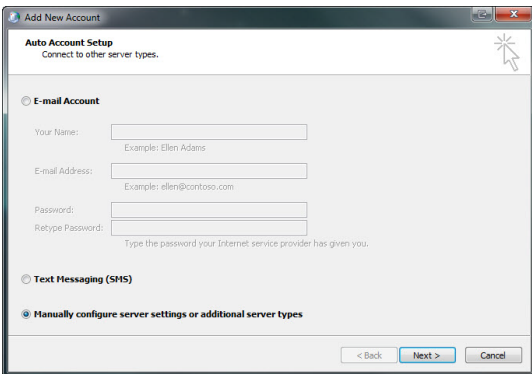 Add New Account
Auto Account Setup
Connect to other server types.
E-mail Account
Your Name:
Example: Ellen Adams
E-mail Address:
Example: ellen@contoso.com
Password:
Retype Password:
Type the password your Internet service provider has given you.
Text Messaging (SMS)
Manually configure server settings or additional server types
< Back Next > Cancel